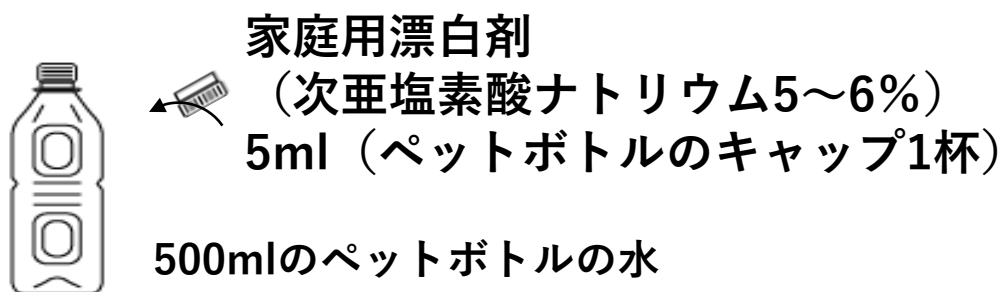 家庭用漂白剤
（次亜塩素酸ナトリウム5～6%）
5ml（ペットボトルのキャップ1杯）
500mlのペットボトルの水